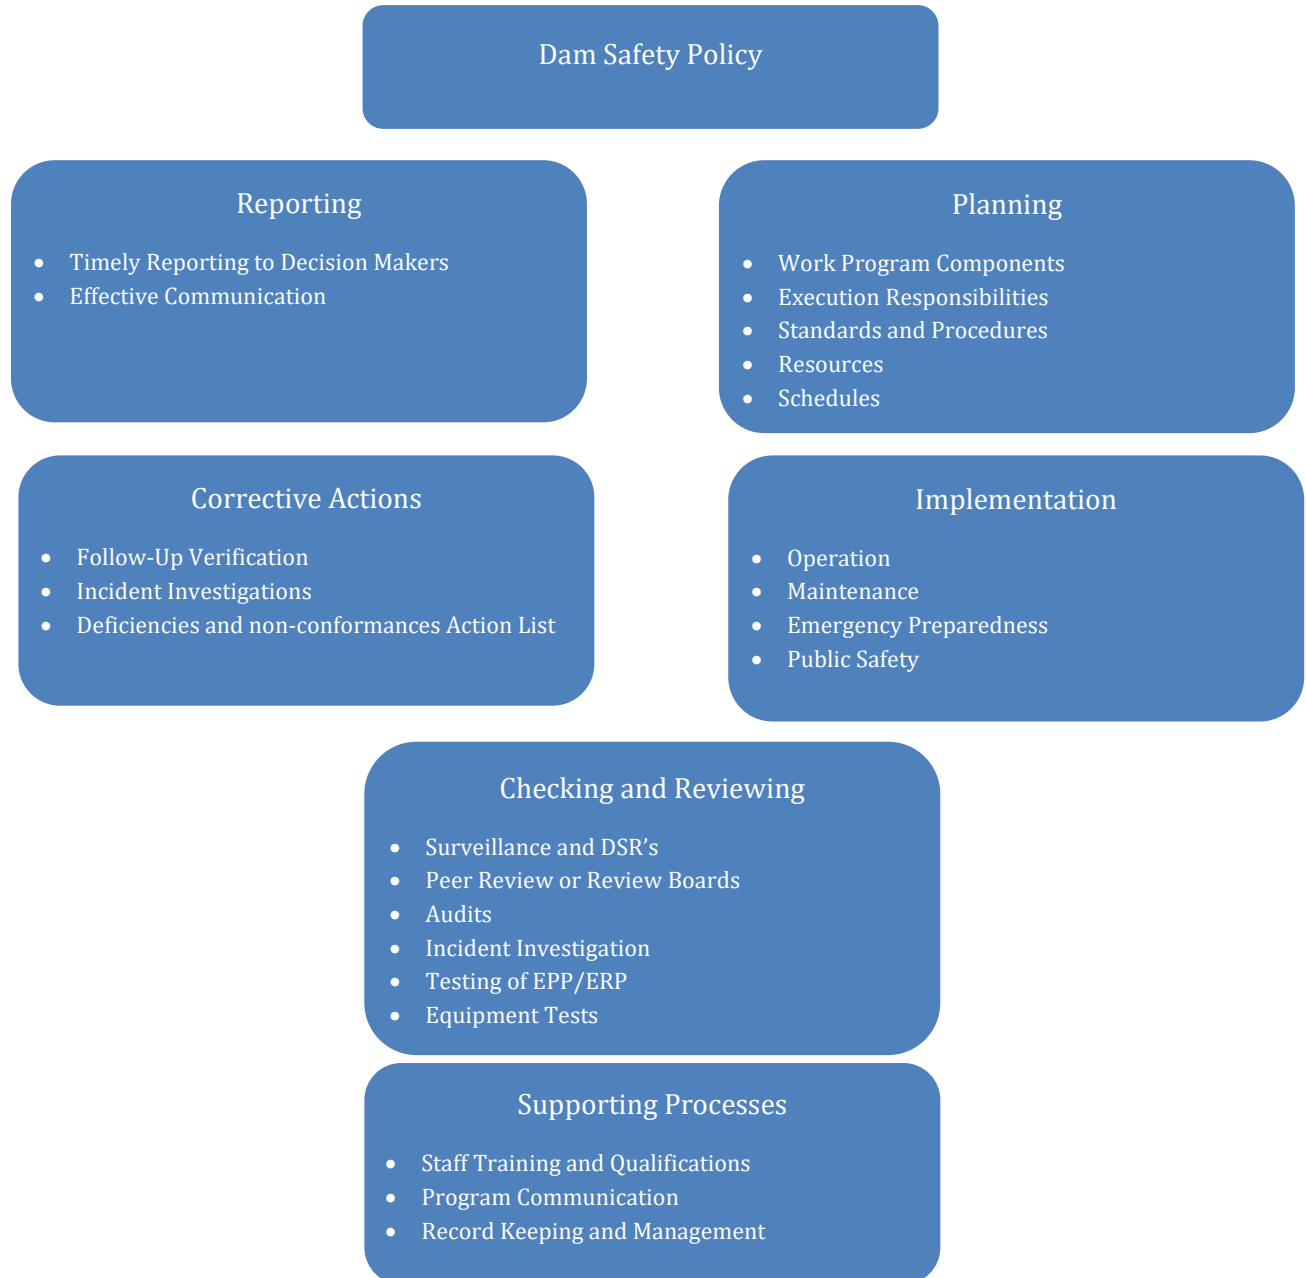 Dam Safety Policy
Reporting
• Timely Reporting to Decision Makers
• Effective Communication
Planning
• Work Program Components
• Execution Responsibilities
• Standards and Procedures
• Resources
• Schedules
Corrective Actions
• Follow-Up Verification
• Incident Investigations
• Deficiencies and non-conformances Action List
Implementation
• Operation
• Maintenance
• Emergency Preparedness
• Public Safety
Checking and Reviewing
• Surveillance and DSR’s
• Peer Review or Review Boards
• Audits
• Incident Investigation
• Testing of EPP/ERP
• Equipment Tests
Supporting Processes
• Staff Training and Qualifications
• Program Communication
• Record Keeping and Management